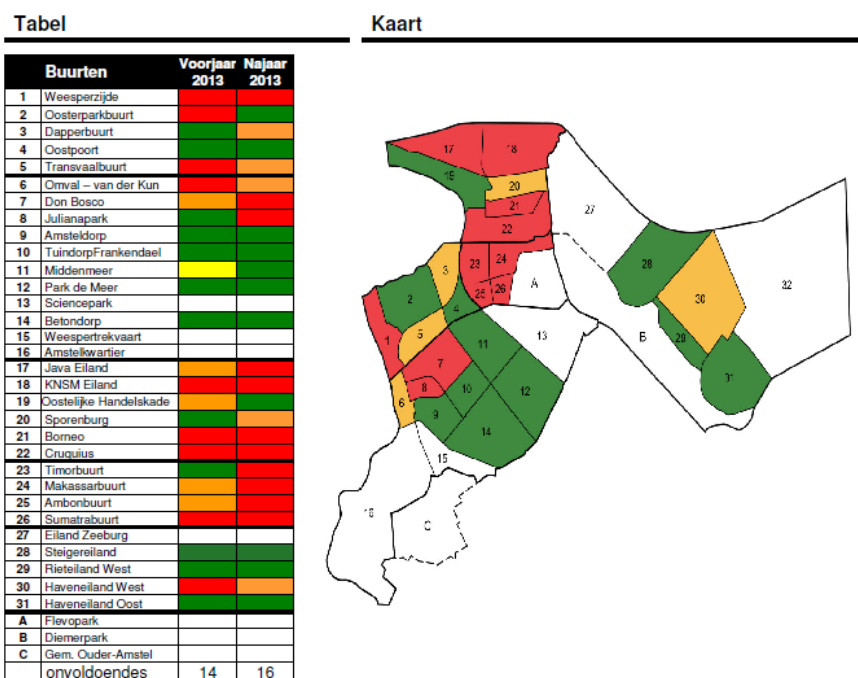 Tabel
Kaart
Buurten Voorjaar 2013 Najaar 2013
1 Weesperzijde
2 Oosterparkbuurt
3 Dapperbuurt
4 Oostpoort
5 Transvaalbuurt
6 Omval – van der Kun
7 Don Bosco
8 Julianapark
9 Amsteldorp
10 TuindorpFrankendael
11 Middenmeer
12 Park de Meer
13 Sciencepark
14 Betondorp
15 Weespertrekvaart
16 Amstelkwartier
17 Java Eiland
18 KNSM Eiland
19 Oostelijke Handelskade
20 Sporenburg
21 Borneo
22 Cruquius
23 Timorbuurt
24 Makassarbuurt
25 Ambonbuurt
26 Sumatrabuurt
27 Eiland Zeeburg
28 Steigereiland
29 Rieteiland West
30 Haveneiland West
31 Haveneiland Oost
A Flevopark
B Diemerpark
C Gem. Ouder-Amstel
onvoldoendes 14 16
17 18
19 20
21
22
27
3 23 24
28
A
32
2
25 26
30
4
1 5
13
B 29
11
7
31
8 10 12
6
9
14
15
16
C